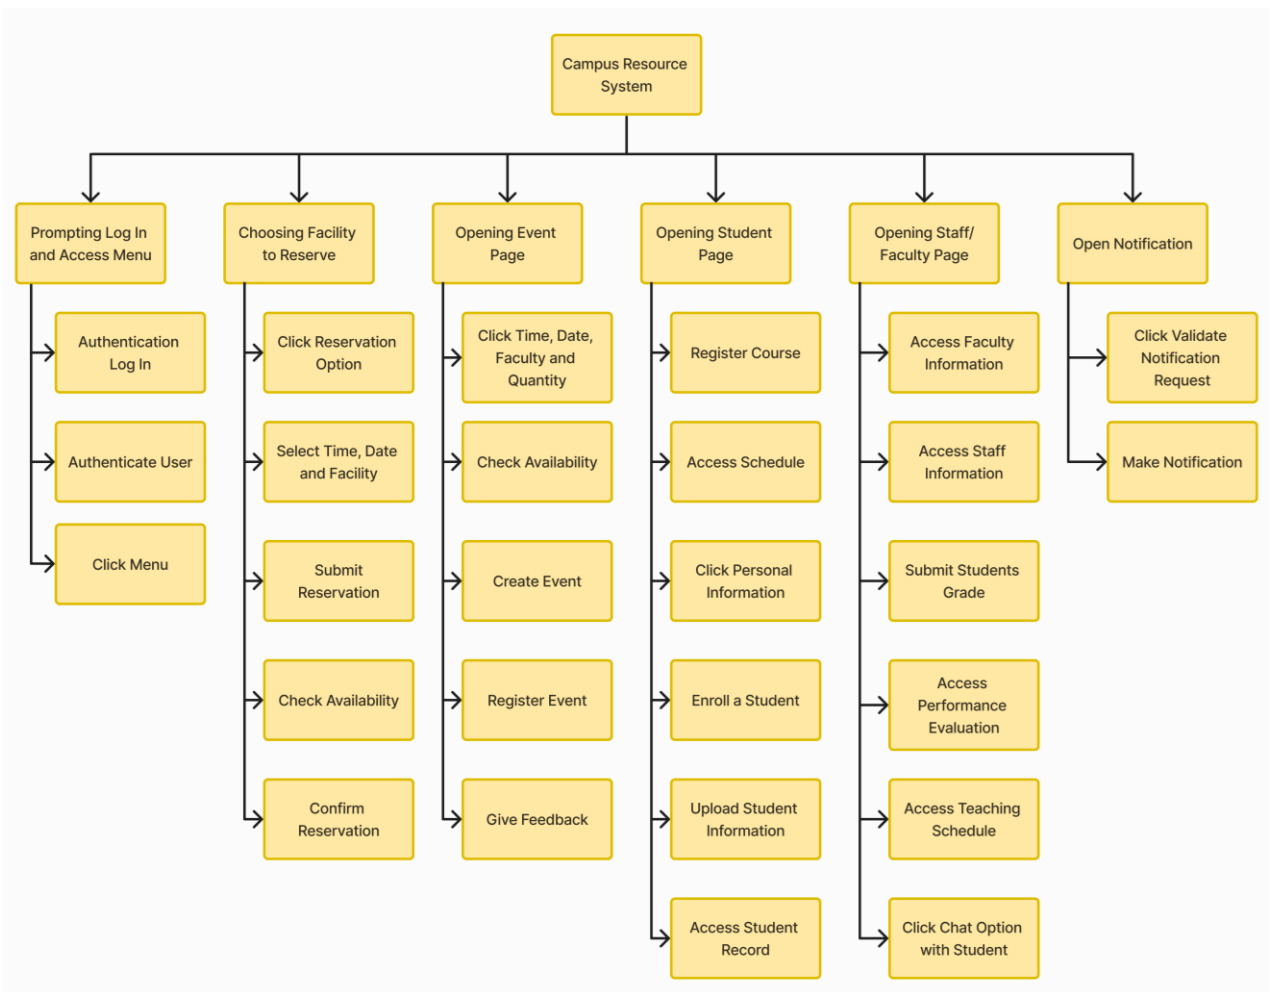 Campus Resource
System
Prompting Log In
and Access Menu
Authentication
Log In
Authenticate User
Click Menu
Choosing Facility
to Reserve
Click Reservation
Option
Select Time, Date
and Facility
Submit
Reservation
Check Availability
Confirm
Reservation
Opening Event
Page
Click Time, Date,
Faculty and
Quantity
Check Availability
Create Event
Register Event
Give Feedback
Opening Student
Page
Register Course
Access Schedule
Click Personal
Information
Enroll a Student
Upload Student
Information
Access Student
Record
Opening Staff/
Faculty Page
Access Faculty
Information
Access Staff
Information
Submit Students
Grade
Access
Performance
Evaluation
Access Teaching
Schedule
Click Chat Option
with Student
Open Notification
Click Validate
Notification
Request
Make Notification